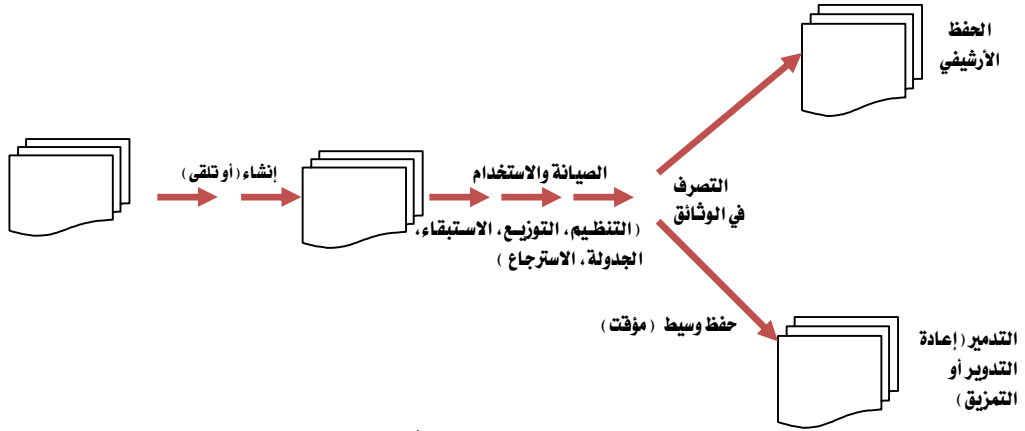 إنشاء (أو تلقى)
الصيانة والاستخدام
(التنظيم، التوزيع، الاستبقاء،
الجدولة، الاسترجاع)
التصرف
في الوثائق
الحفظ
الأرشيفي
حفظ وسيط (مؤقت)
التدمير (إعادة
التدوير أو
التمزيق)